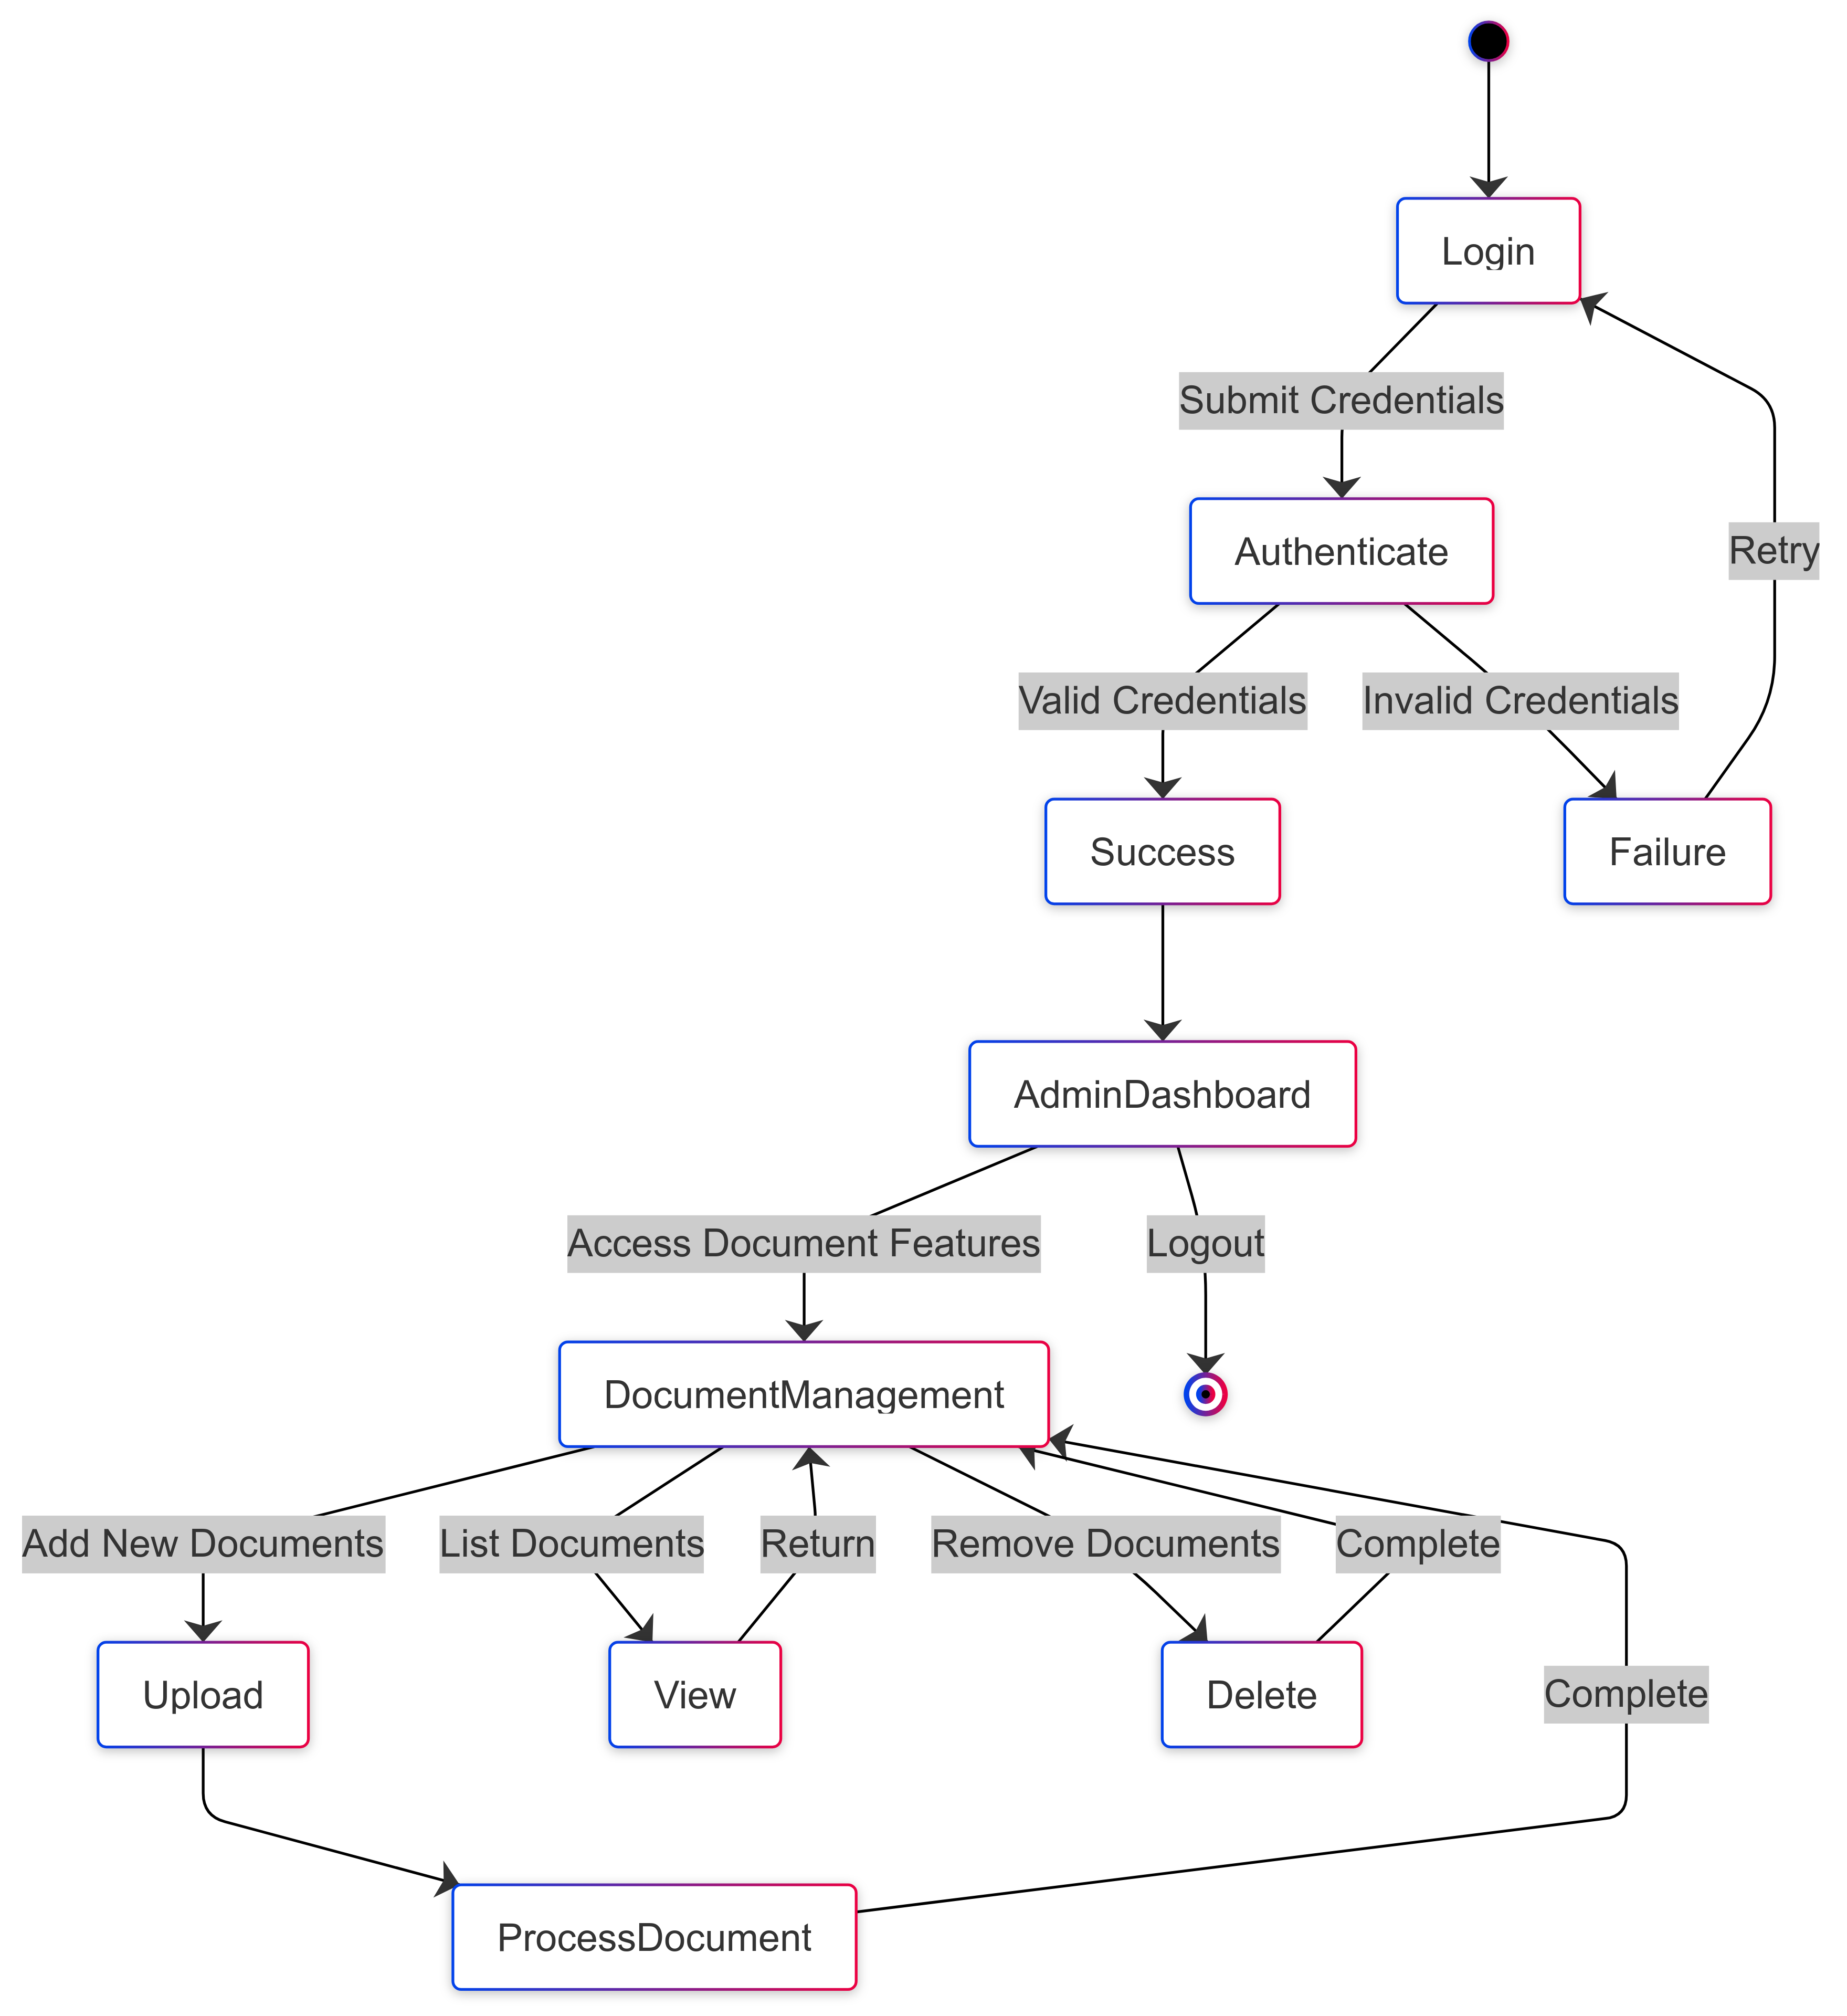 Login
Submit Credentials
Authenticate
Retry
Valid Credentials
Invalid Credentials
Success
Failure
AdminDashboard
Access Document Features
Logout
DocumentManagement
Add New Documents
List Documents
Return
Remove Documents
Complete
Upload
View
Delete
Complete
ProcessDocument